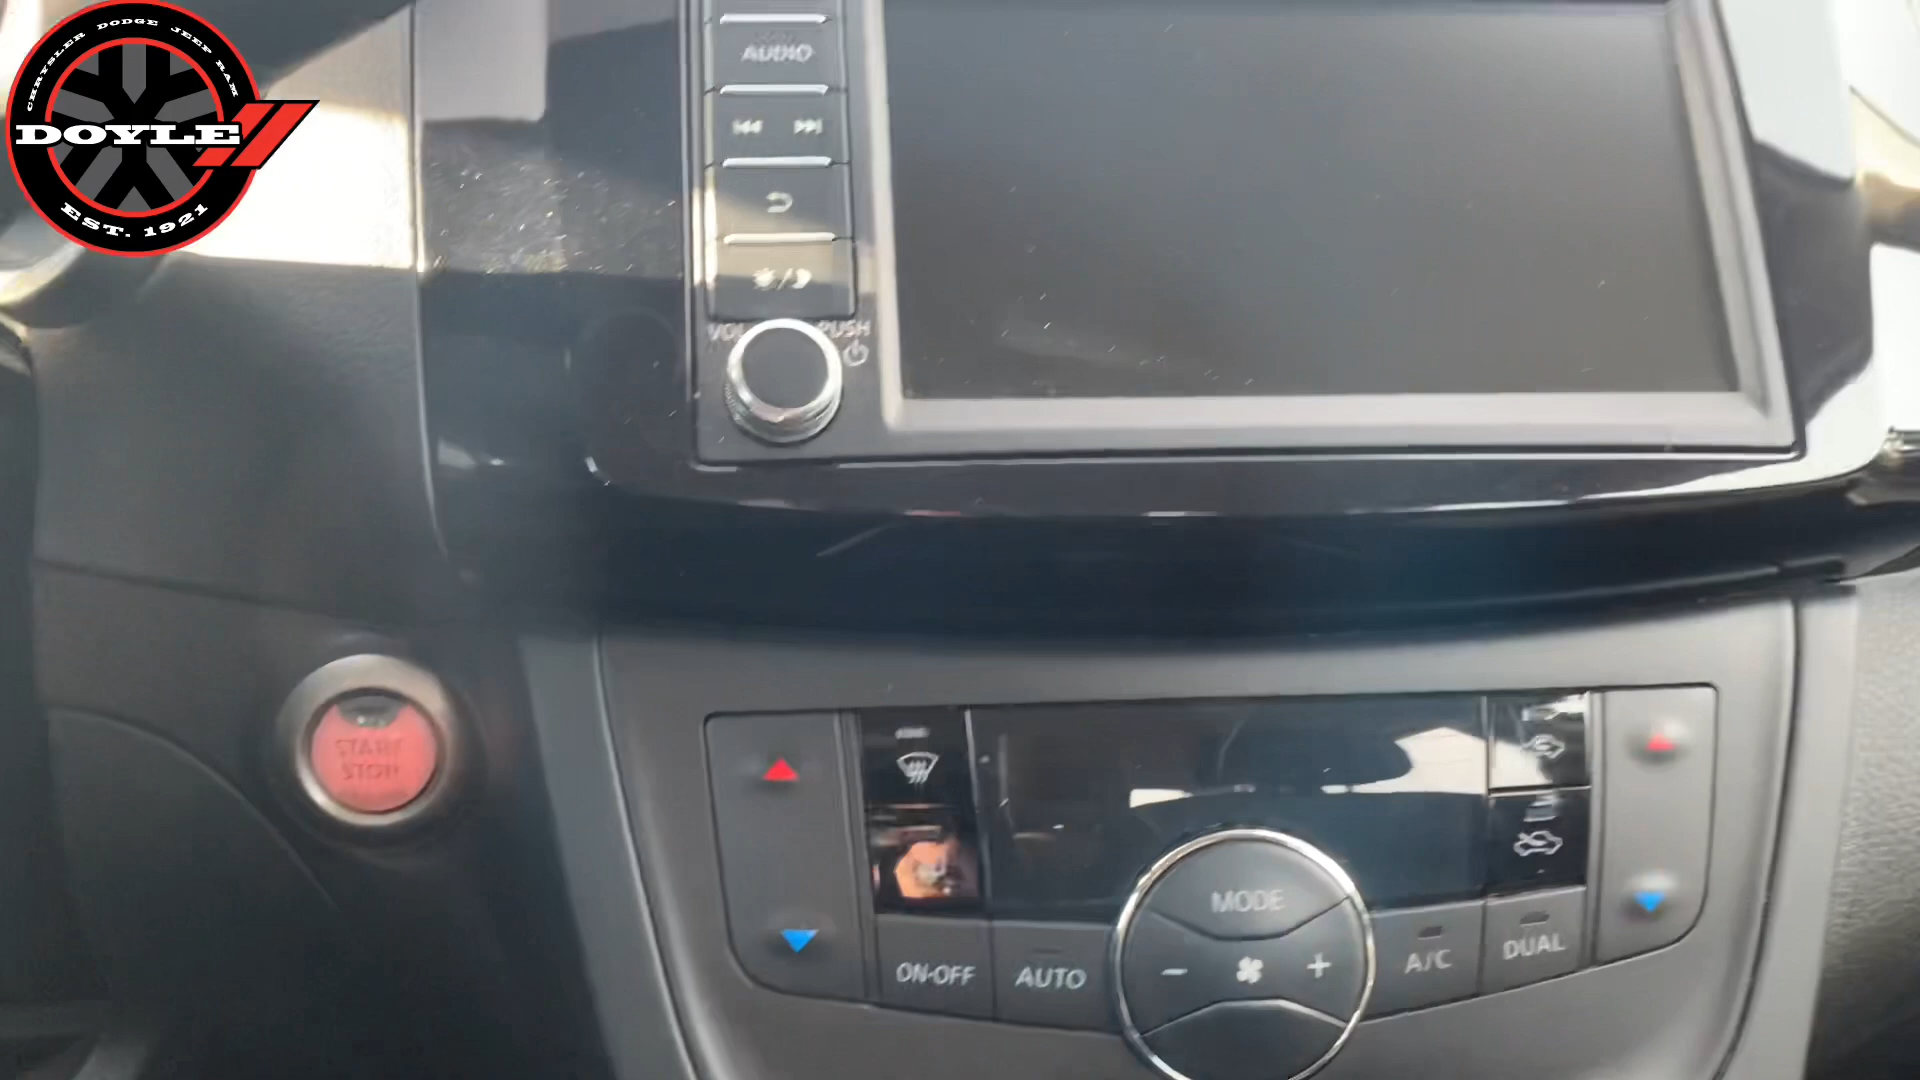 CHRYSLER DODGE JEEP RAM
DOYLE
EST. 1921
AUDIO
VOL PUSH
START
STOP
MODE
ON·OFF
AUTO
A/C
DUAL